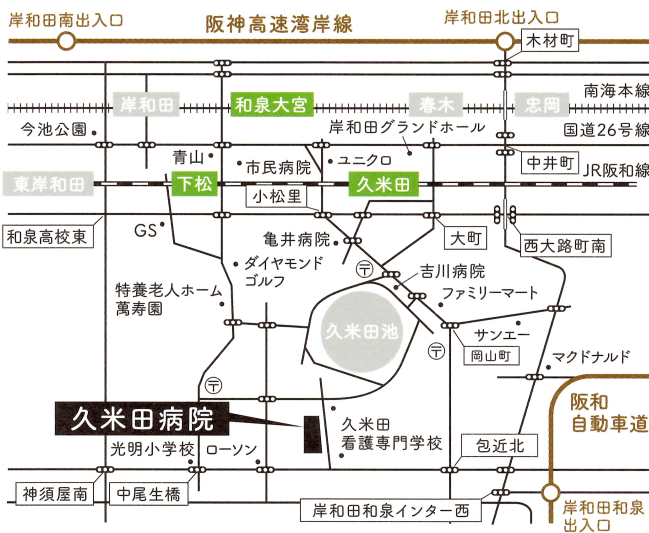 岸和田南出入口
阪神高速湾岸線
岸和田北出入口
木材町
南海本線
岸和田
和泉大宮
春木
忠岡
今池公園
岸和田グランドホール
国道26号線
青山
市民病院
ユニクロ
中井町
JR阪和線
東岸和田
下松
小松里
久米田
和泉高校東
GS
亀井病院
大町
西大路町南
ダイヤモンド
ゴルフ
〒
吉川病院
特養老人ホーム
萬寿園
ファミリーマート
久米田池
サンエー
〒
岡山町
マクドナルド
〒
久米田病院
久米田
看護専門学校
阪和
自動車道
光明小学校
ローソン
包近北
神須屋南
中尾生橋
岸和田和泉インター西
岸和田和泉
出入口